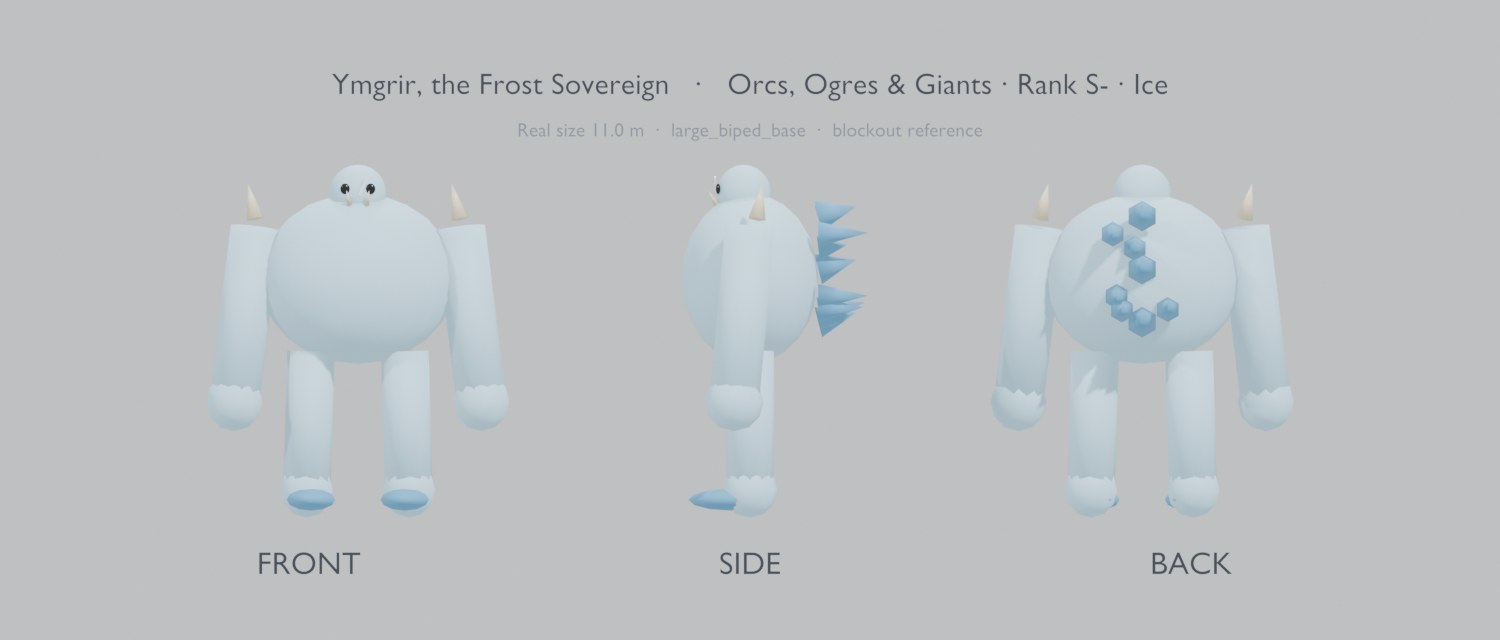 Ymgrir, the Frost Sovereign · Orcs, Ogres & Giants · Rank S- · Ice
Real size 11.0 m · large_biped_base · blockout reference
FRONT SIDE BACK